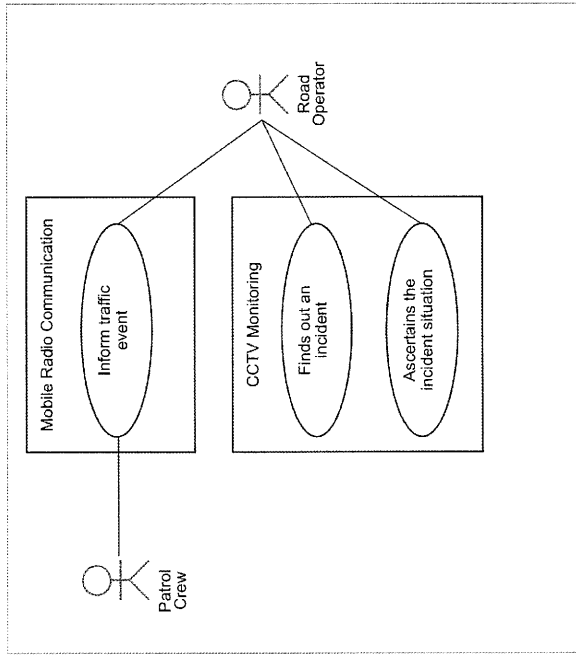 Mobile Radio Communication
Inform traffic
event
Patrol
Crew
Road
Operator
CCTV Monitoring
Finds out an
incident
Ascertains the
incident situation